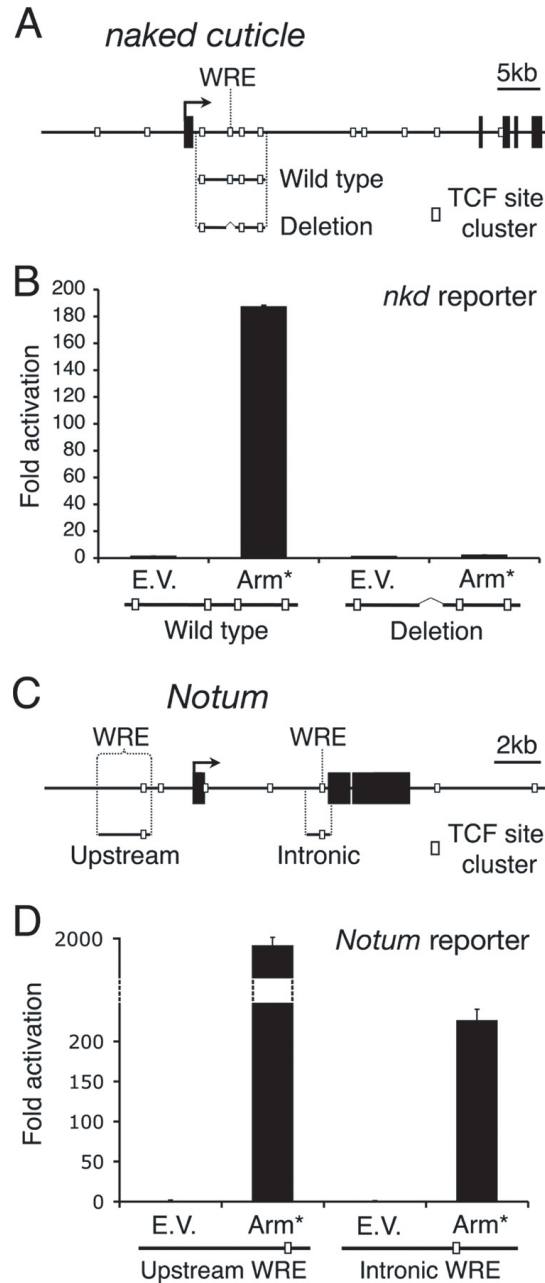 A
naked cuticle
WRE
5kb
Wild type
Deletion
TCF site
cluster
B
nkd reporter
Fold activation
200
180
160
140
120
100
80
60
40
20
0
E.V.
Arm*
E.V.
Arm*
Wild type
Deletion
C
Notum
WRE
WRE
2kb
Upstream
Intronic
TCF site
cluster
D
Notum reporter
Fold activation
2000
200
150
100
50
0
E.V.
Arm*
E.V.
Arm*
Upstream WRE
Intronic WRE